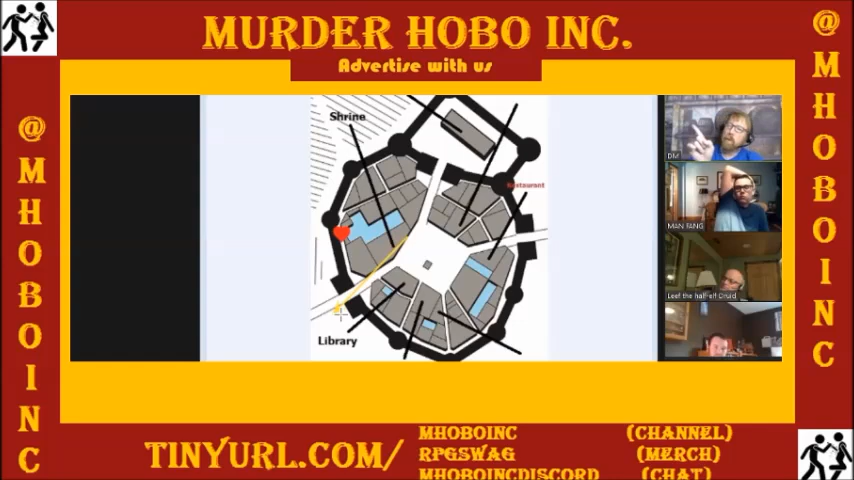 MURDER HOBO INC.
Advertise with us
@MHOBOINC
@MHOBOINC
Shrine
Restaurant
Library
DM
MAN FANG
Leef the half-elf Druid
TINYURL.COM/
MHOBOINC (CHANNEL)
RPGSWAG (MERCH)
MHOBOINCDISCORD (CHAT)